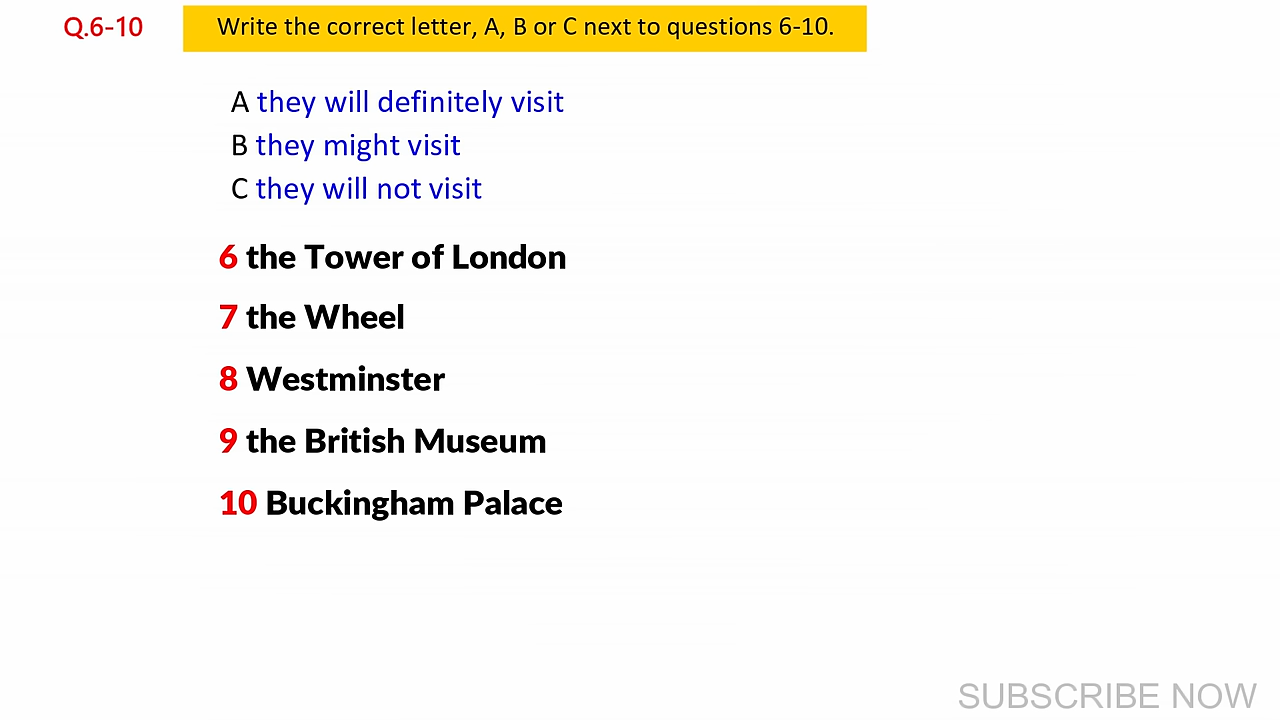 Q.6-10 Write the correct letter, A, B or C next to questions 6-10.
A they will definitely visit
B they might visit
C they will not visit
6 the Tower of London
7 the Wheel
8 Westminster
9 the British Museum
10 Buckingham Palace
SUBSCRIBE NOW